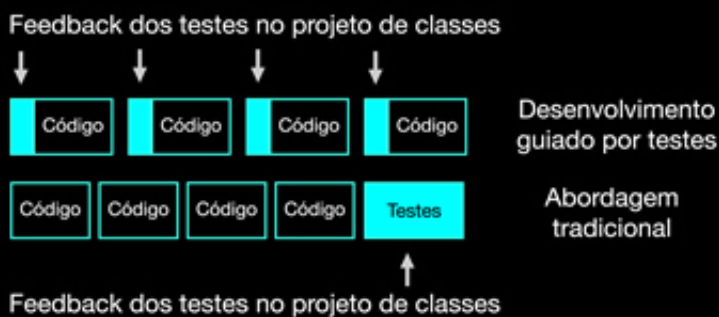 Feedback dos testes no projeto de classes
Código Código Código Código
Desenvolvimento
guiado por testes
Código Código Código Código Testes
Abordagem
tradicional
Feedback dos testes no projeto de classes